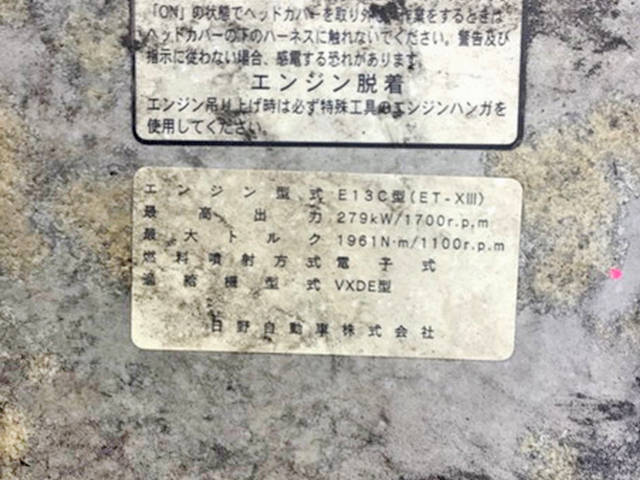 「ON」の状態でヘッドカバーを取り外し作業をするときは
ヘッドカバーの下のハーネスに触れないでください。警告及び
指示に従わない場合、感電する恐れがあります。
エンジン脱着
エンジン吊り上げ時は必ず特殊工具のエンジンハンガを
使用してください。
エンジン型式 E13C型(ET-XIII)
最高出力 279kW/1700r.p.m
最大トルク 1961N·m/1100r.p.m
燃料噴射方式 電子式
過給機型式 VXDE型
日野自動車株式会社